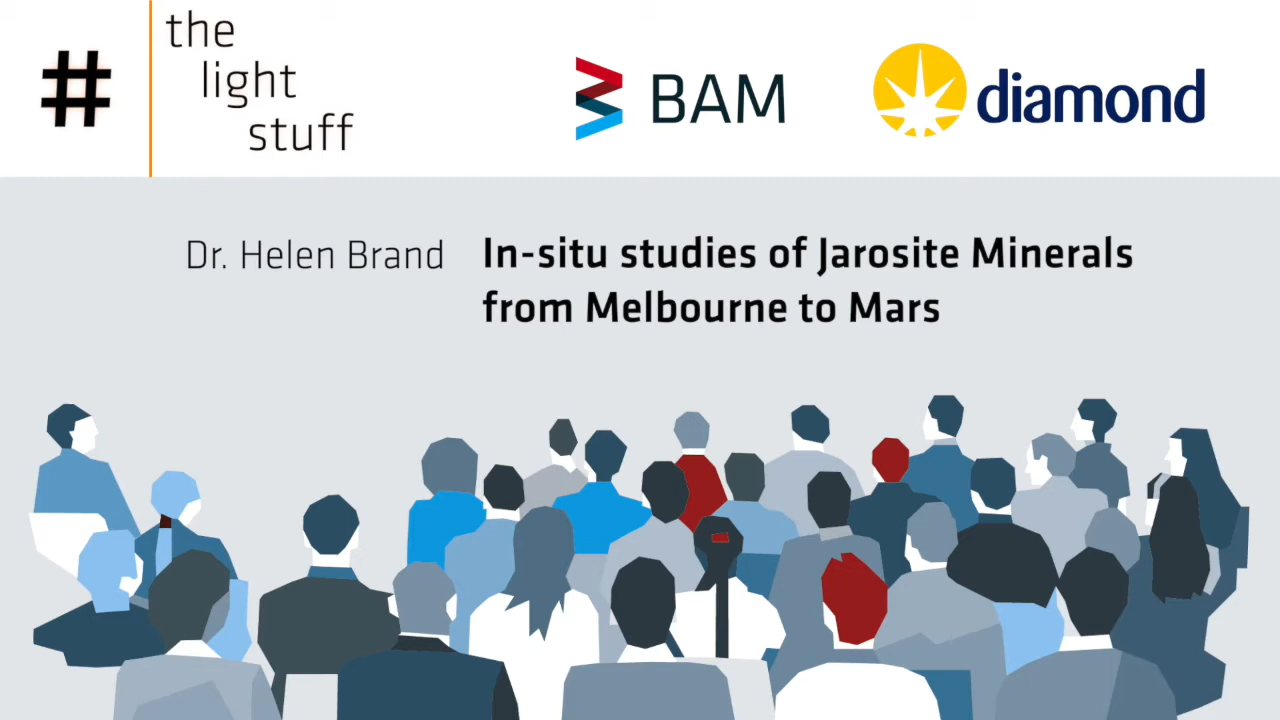 #
the
light
stuff
BAM
diamond
Dr. Helen Brand
In-situ studies of Jarosite Minerals
from Melbourne to Mars